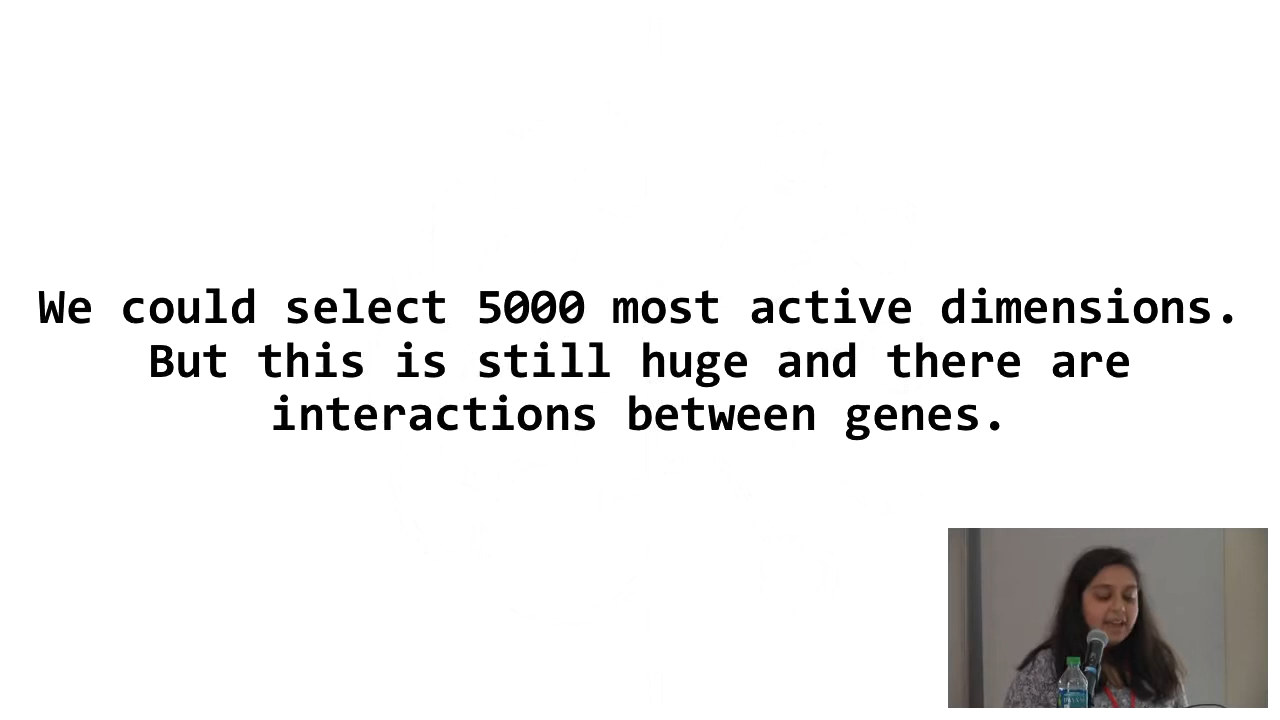 We could select 5000 most active dimensions.
But this is still huge and there are
interactions between genes.